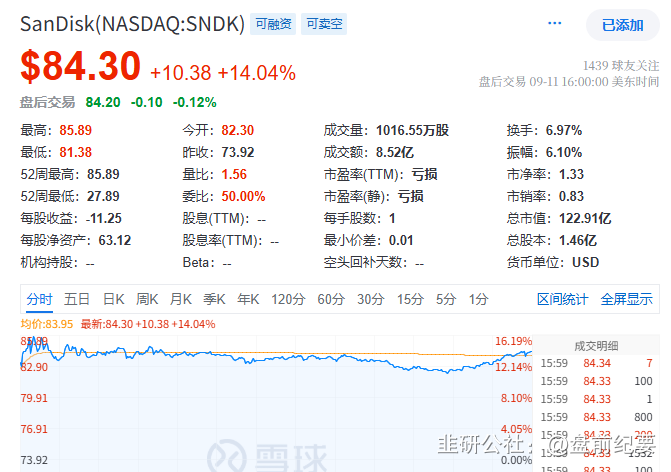 SanDisk(NASDAQ:SNDK) 可融资 可卖空 ··· 已添加
$84.30 +10.38 +14.04%
1439 球友关注
盘后交易 09-11 16:00:00 美东时间
盘后交易 84.20 -0.10 -0.12%
最高：85.89 今开：82.30 成交量：1016.55万股 换手：6.97%
最低：81.38 昨收：73.92 成交额：8.52亿 振幅：6.10%
52周最高：85.89 量比：1.56 市盈率(TTM)：亏损 市净率：1.33
52周最低：27.89 委比：50.00% 市盈率(静)：亏损 市销率：0.83
每股收益：-11.25 股息(TTM)：-- 每手股数：1 总市值：122.91亿
每股净资产：63.12 股息率(TTM)：-- 最小价差：0.01 总股本：1.46亿
机构持股：-- Beta：-- 空头回补天数：-- 货币单位：USD
分时 五日 日K 周K 月K 季K 年K 120分 60分 30分 15分 5分 1分 区间统计 全屏显示
均价:83.95 最新:84.30 +10.38 +14.04%
85.89 16.19% 成交明细
82.90 12.14% 15:59 84.34 7
15:59 84.33 100
79.91 8.10% 15:59 84.33 1
15:59 84.33 800
76.91 4.05% 15:59 84.33 200
15:59 84.33 1532
73.92 0.00% 15:59 84.33 100
雪球
韭研公社 @盘前纪要